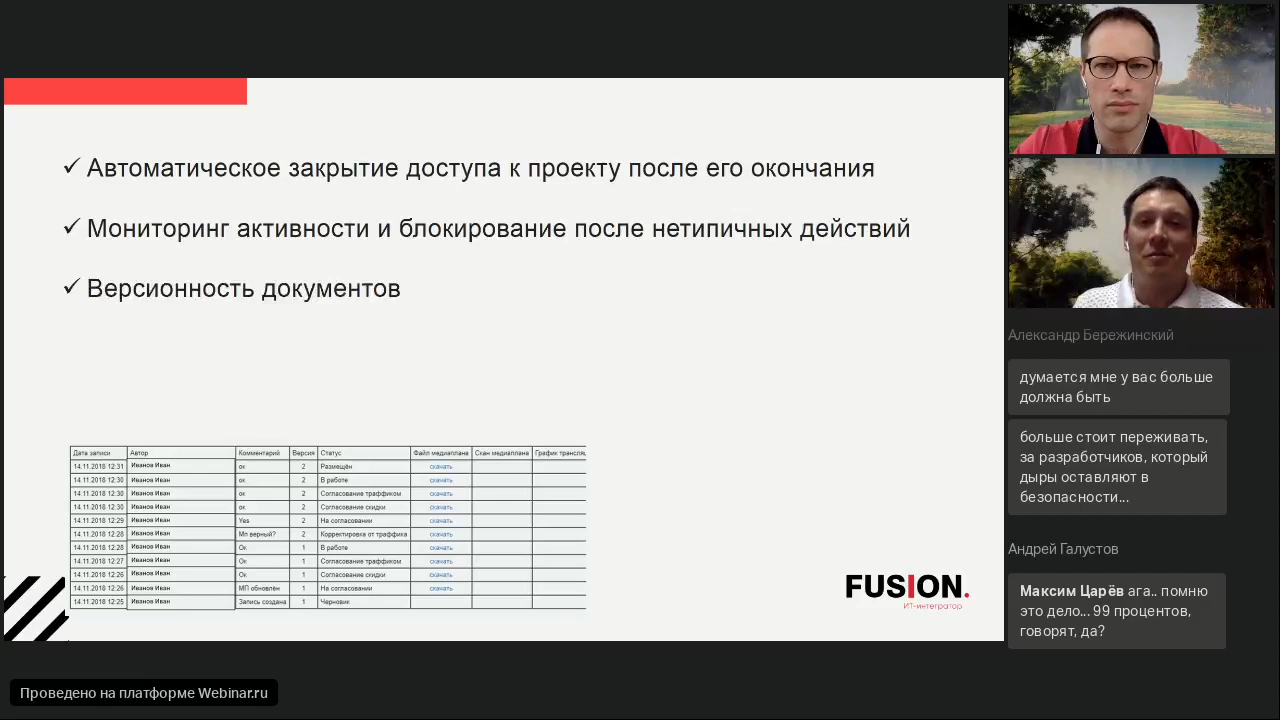 ✓ Автоматическое закрытие доступа к проекту после его окончания
✓ Мониторинг активности и блокирование после нетипичных действий
✓ Версионность документов
Дата записи Автор Комментарий Версия Статус Файл медиаплана Скан медиаплана График трансляц
14.11.2018 12:31 Иванов Иван ок 2 Размещён скачать
14.11.2018 12:30 Иванов Иван ок 2 В работе скачать
14.11.2018 12:30 Иванов Иван ок 2 Согласование траффиком скачать
14.11.2018 12:30 Иванов Иван ок 2 Согласование скидки скачать
14.11.2018 12:29 Иванов Иван Yes 2 На согласовании скачать
14.11.2018 12:28 Иванов Иван Мп верный? 2 Корректировка от траффика скачать
14.11.2018 12:28 Иванов Иван Ок 1 В работе скачать
14.11.2018 12:27 Иванов Иван Ок 1 Согласование траффиком скачать
14.11.2018 12:26 Иванов Иван Ок 1 Согласование скидки скачать
14.11.2018 12:26 Иванов Иван МП обновлён 1 На согласовании скачать
14.11.2018 12:25 Иванов Иван Запись создана 1 Черновик
FUSION.
ИТ-интегратор
Александр Бережинский
думается мне у вас больше
должна быть
больше стоит переживать,
за разработчиков, который
дыры оставляют в
безопасности...
Андрей Галустов
Максим Царёв ага.. помню
это дело... 99 процентов,
говорят, да?
Проведено на платформе Webinar.ru